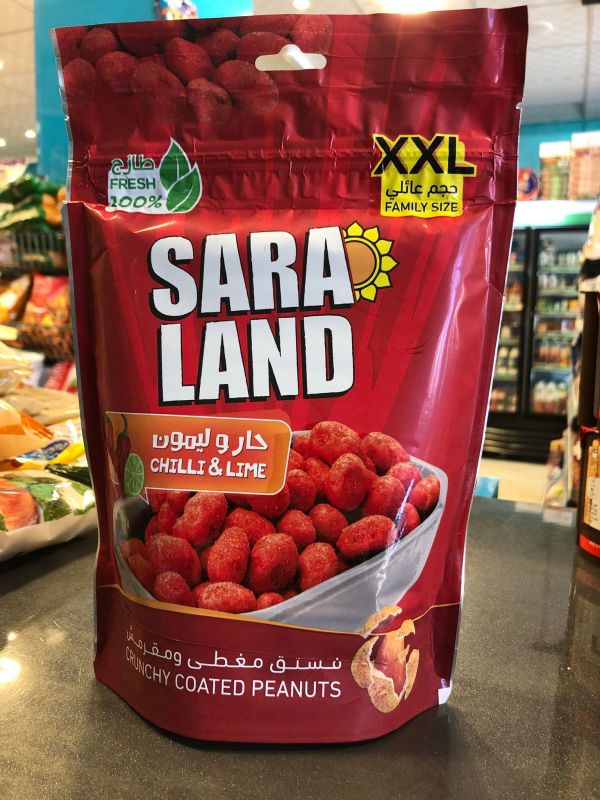 طازج
FRESH
100%
XXL
حجم عائلي
FAMILY SIZE
SARA
LAND
حار و ليمون
CHILLI & LIME
فستق مغطى ومقرمش
CRUNCHY COATED PEANUTS